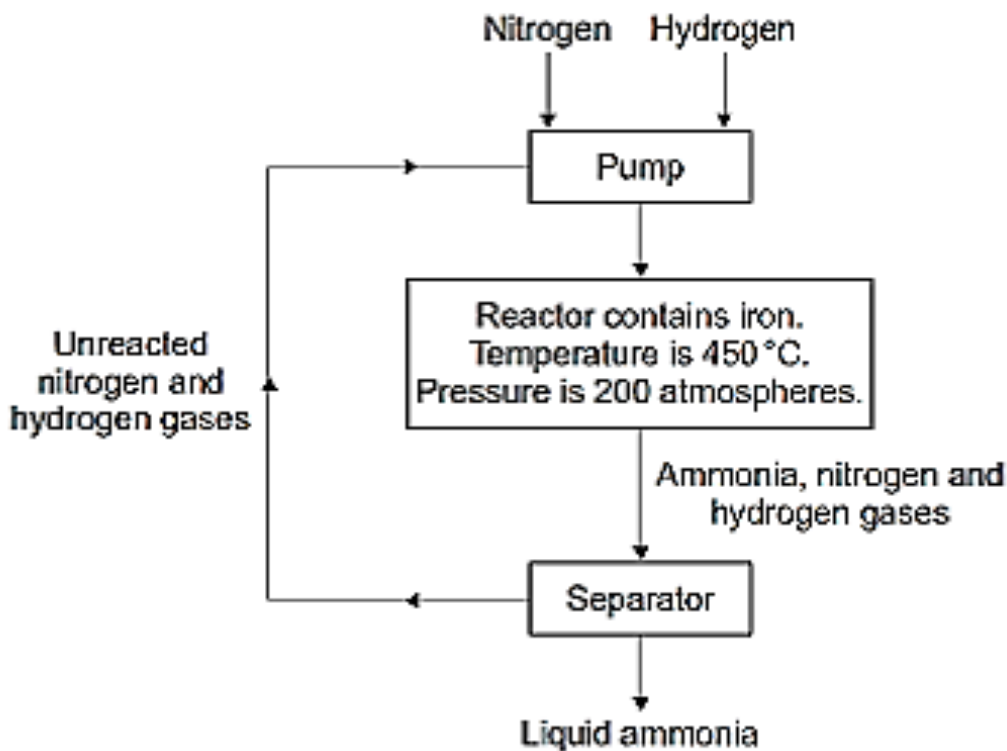 Nitrogen Hydrogen
Pump
Reactor contains iron.
Temperature is 450 °C.
Pressure is 200 atmospheres.
Unreacted
nitrogen and
hydrogen gases
Ammonia, nitrogen and
hydrogen gases
Separator
Liquid ammonia